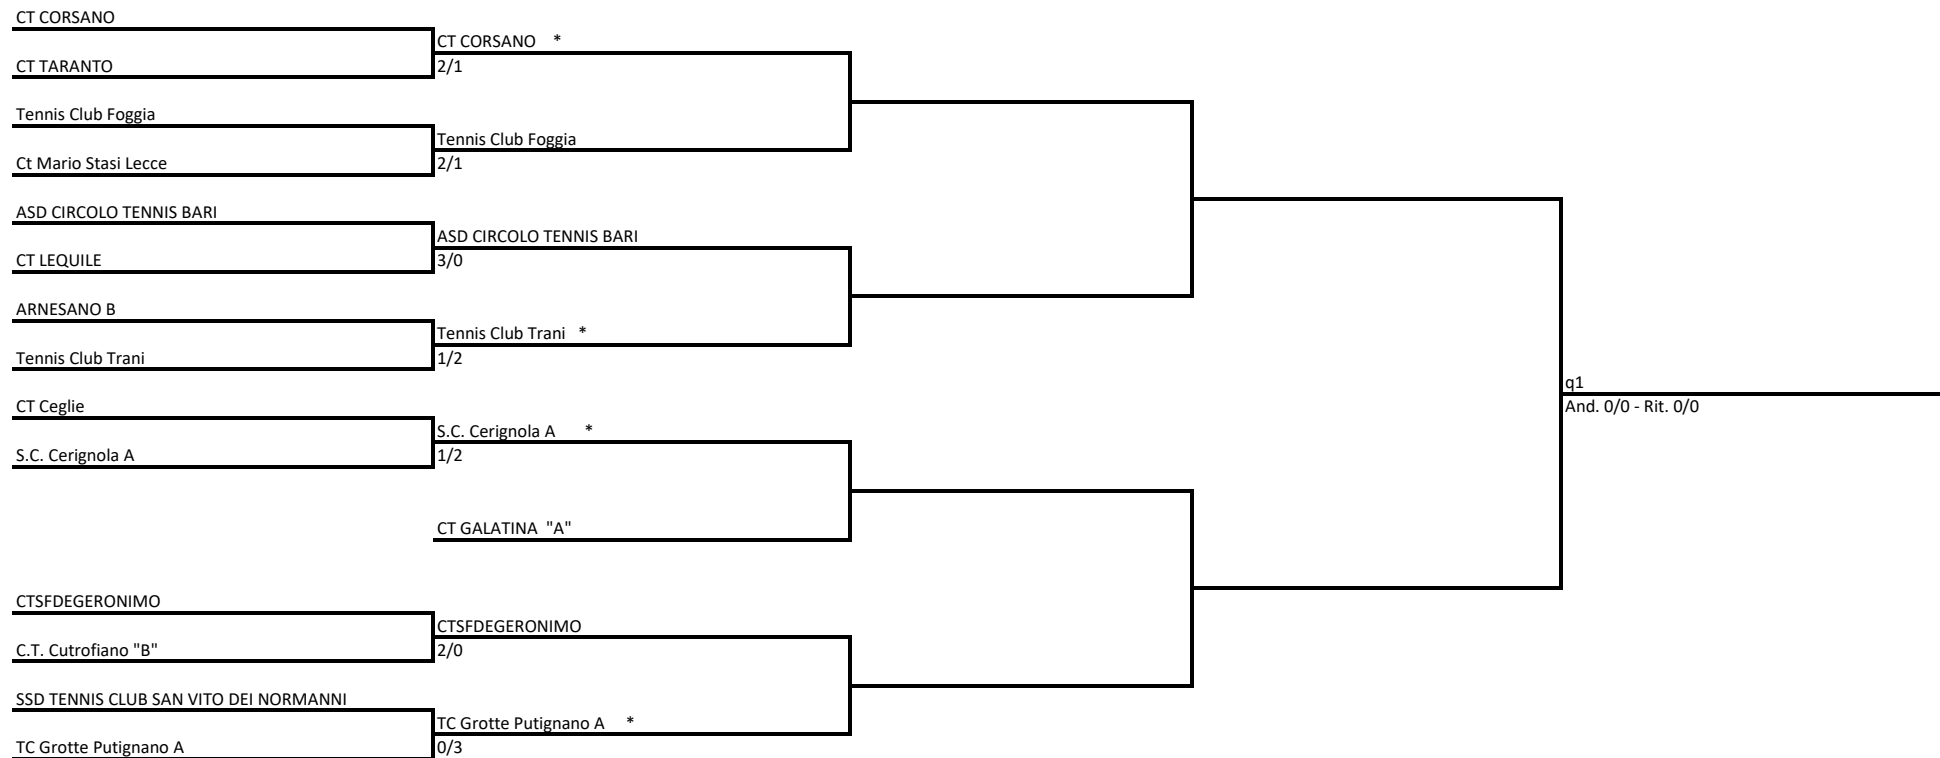 CT CORSANO
CT CORSANO *
CT TARANTO
2/1
Tennis Club Foggia
Tennis Club Foggia
Ct Mario Stasi Lecce
2/1
ASD CIRCOLO TENNIS BARI
ASD CIRCOLO TENNIS BARI
CT LEQUILE
3/0
ARNESANO B
Tennis Club Trani *
Tennis Club Trani
1/2
q1
And. 0/0 - Rit. 0/0
CT Ceglie
S.C. Cerignola A *
S.C. Cerignola A
1/2
CT GALATINA "A"
CTSFDEGERONIMO
CTSFDEGERONIMO
C.T. Cutrofiano "B"
2/0
SSD TENNIS CLUB SAN VITO DEI NORMANNI
TC Grotte Putignano A *
TC Grotte Putignano A
0/3